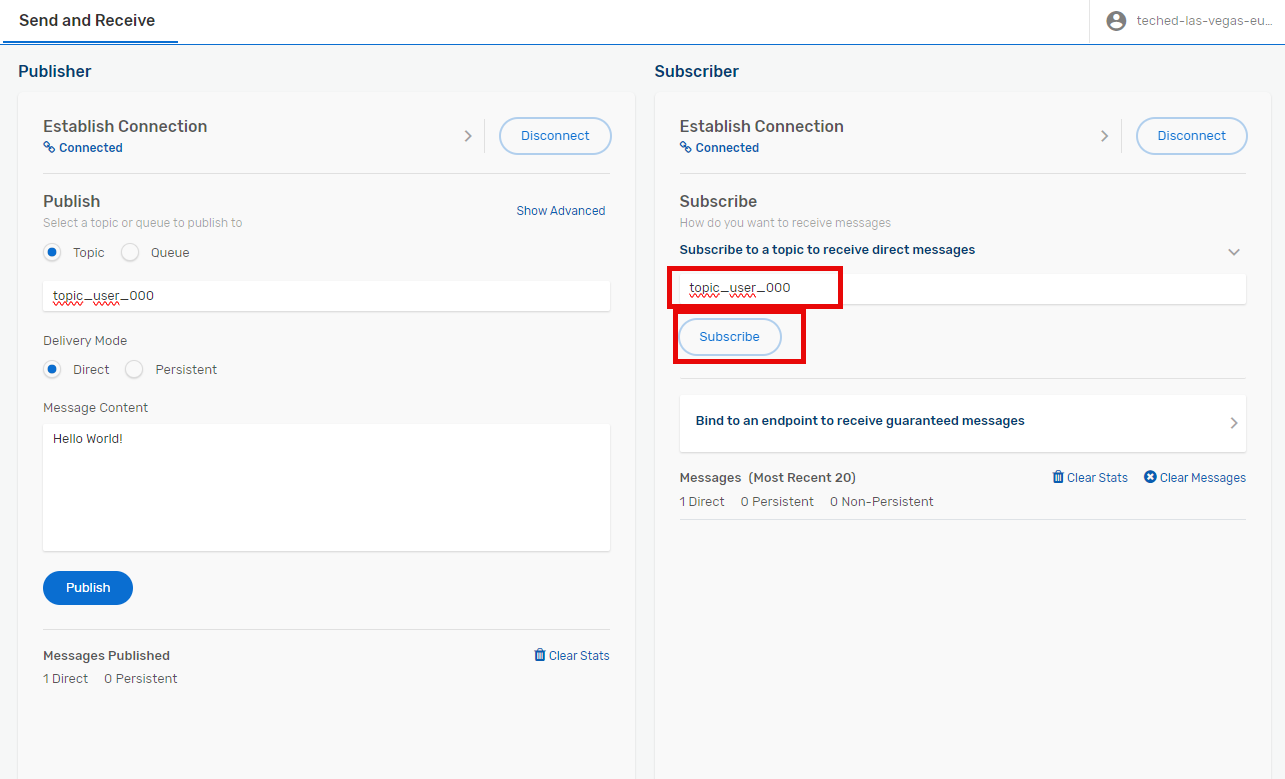 Send and Receive
teched-las-vegas-eu...
Publisher
Establish Connection
Connected
Disconnect
Publish
Select a topic or queue to publish to
Show Advanced
Topic Queue
topic_user_000
Delivery Mode
Direct Persistent
Message Content
Hello World!
Publish
Messages Published
Clear Stats
1 Direct 0 Persistent
Subscriber
Establish Connection
Connected
Disconnect
Subscribe
How do you want to receive messages
Subscribe to a topic to receive direct messages
topic_user_000
Subscribe
Bind to an endpoint to receive guaranteed messages
Messages (Most Recent 20)
Clear Stats Clear Messages
1 Direct 0 Persistent 0 Non-Persistent